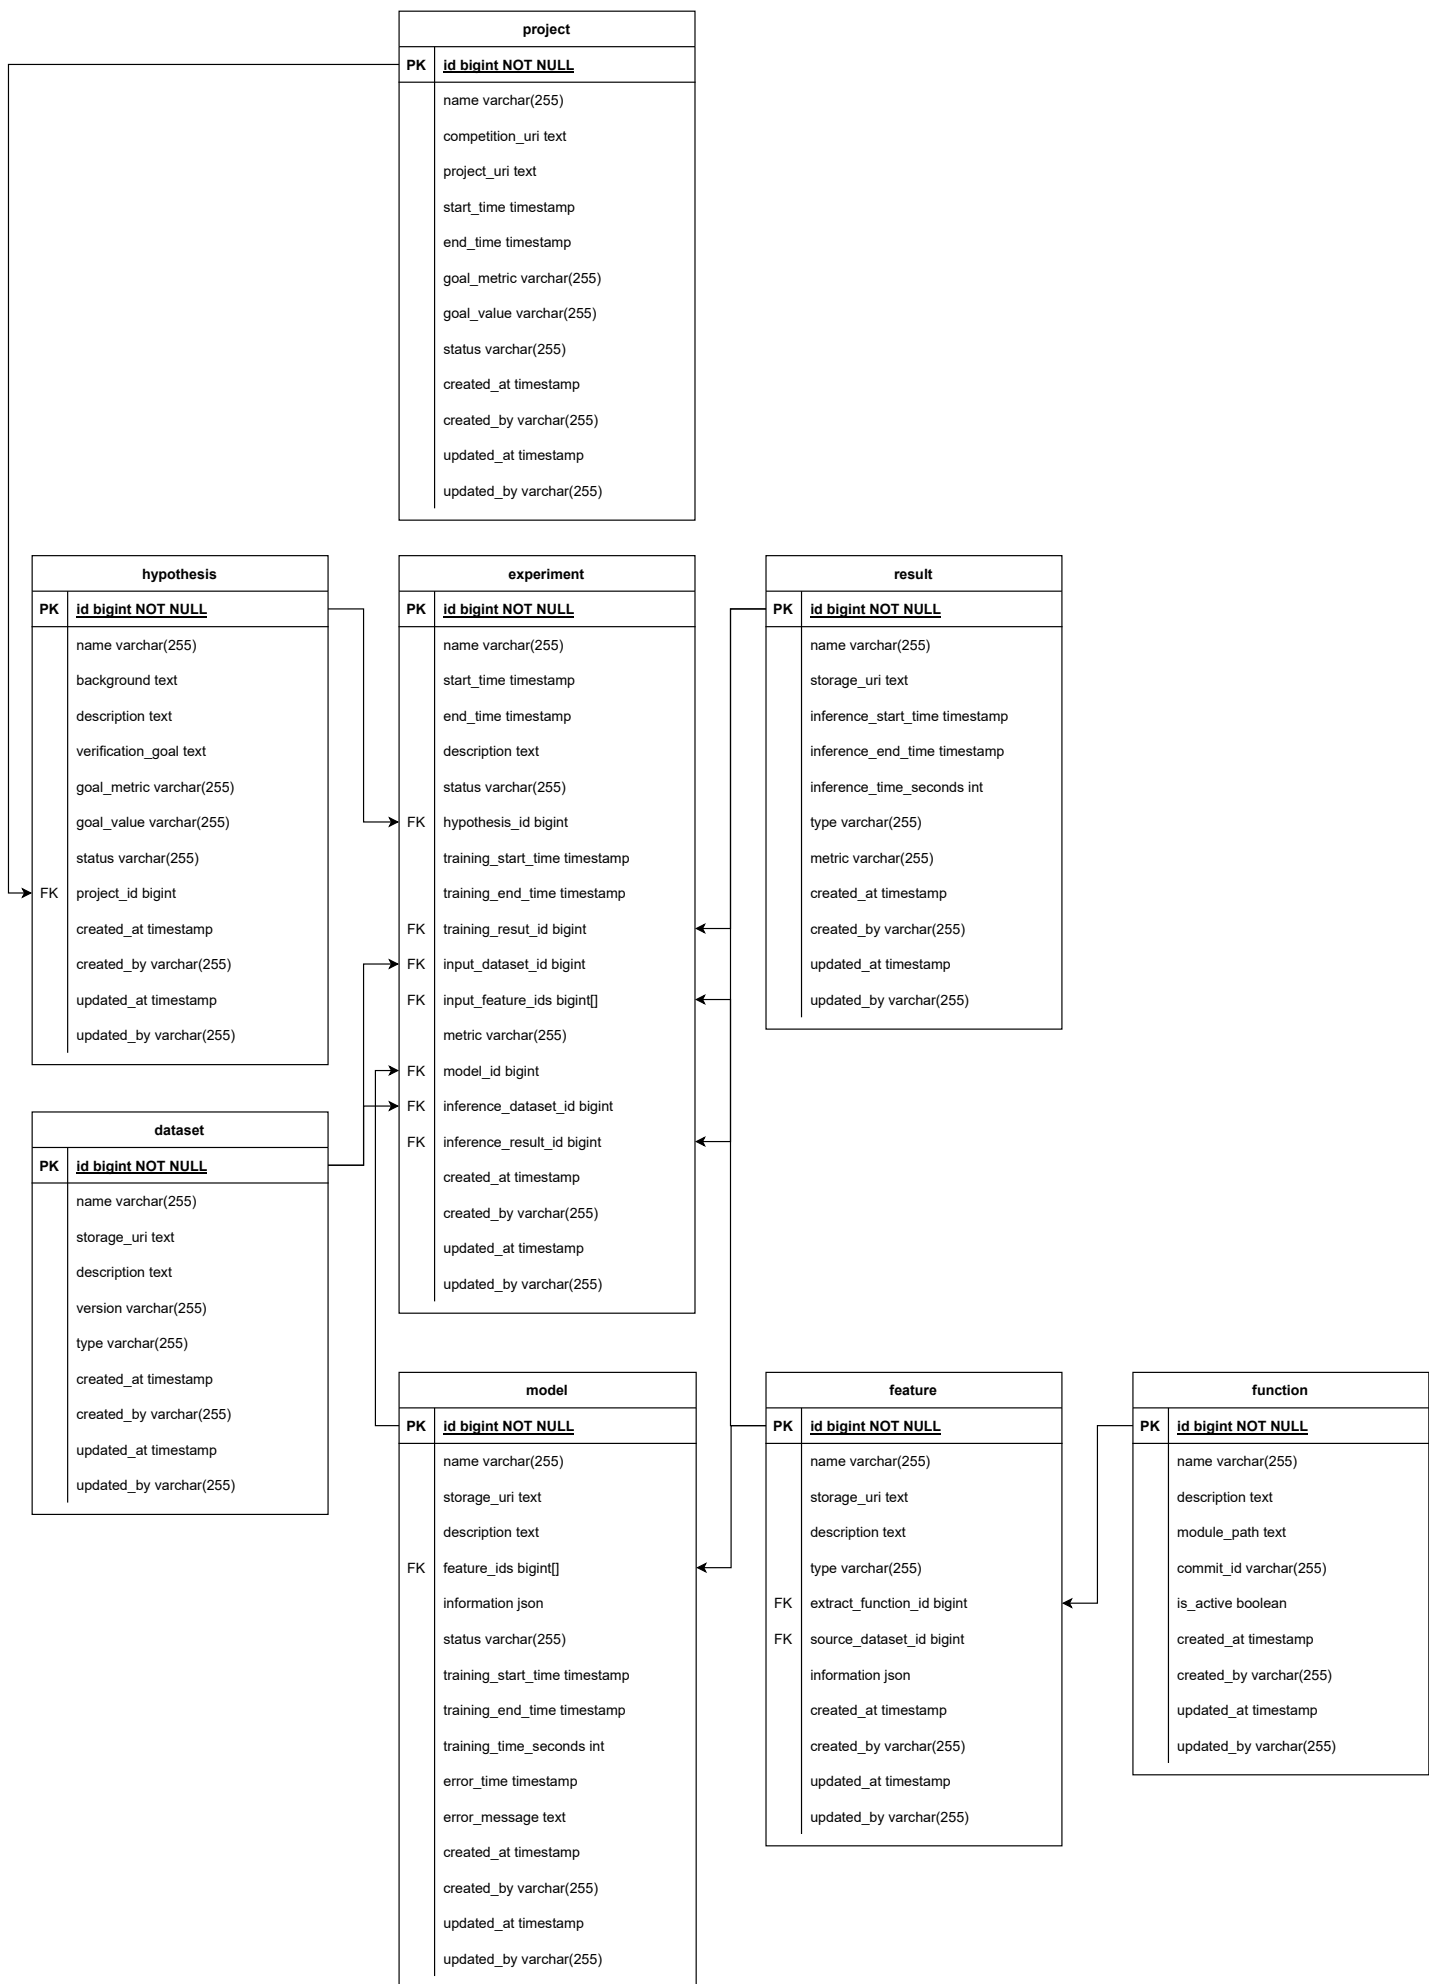 project
PK id bigint NOT NULL
name varchar(255)
competition_uri text
project_uri text
start_time timestamp
end_time timestamp
goal_metric varchar(255)
goal_value varchar(255)
status varchar(255)
created_at timestamp
created_by varchar(255)
updated_at timestamp
updated_by varchar(255)
hypothesis
PK id bigint NOT NULL
name varchar(255)
background text
description text
verification_goal text
goal_metric varchar(255)
goal_value varchar(255)
status varchar(255)
FK project_id bigint
created_at timestamp
created_by varchar(255)
updated_at timestamp
updated_by varchar(255)
experiment
PK id bigint NOT NULL
name varchar(255)
start_time timestamp
end_time timestamp
description text
status varchar(255)
FK hypothesis_id bigint
training_start_time timestamp
training_end_time timestamp
FK training_resut_id bigint
FK input_dataset_id bigint
FK input_feature_ids bigint[]
metric varchar(255)
FK model_id bigint
FK inference_dataset_id bigint
FK inference_result_id bigint
created_at timestamp
created_by varchar(255)
updated_at timestamp
updated_by varchar(255)
result
PK id bigint NOT NULL
name varchar(255)
storage_uri text
inference_start_time timestamp
inference_end_time timestamp
inference_time_seconds int
type varchar(255)
metric varchar(255)
created_at timestamp
created_by varchar(255)
updated_at timestamp
updated_by varchar(255)
dataset
PK id bigint NOT NULL
name varchar(255)
storage_uri text
description text
version varchar(255)
type varchar(255)
created_at timestamp
created_by varchar(255)
updated_at timestamp
updated_by varchar(255)
model
PK id bigint NOT NULL
name varchar(255)
storage_uri text
description text
FK feature_ids bigint[]
information json
status varchar(255)
training_start_time timestamp
training_end_time timestamp
training_time_seconds int
error_time timestamp
error_message text
created_at timestamp
created_by varchar(255)
updated_at timestamp
updated_by varchar(255)
feature
PK id bigint NOT NULL
name varchar(255)
storage_uri text
description text
type varchar(255)
FK extract_function_id bigint
FK source_dataset_id bigint
information json
created_at timestamp
created_by varchar(255)
updated_at timestamp
updated_by varchar(255)
function
PK id bigint NOT NULL
name varchar(255)
description text
module_path text
commit_id varchar(255)
is_active boolean
created_at timestamp
created_by varchar(255)
updated_at timestamp
updated_by varchar(255)